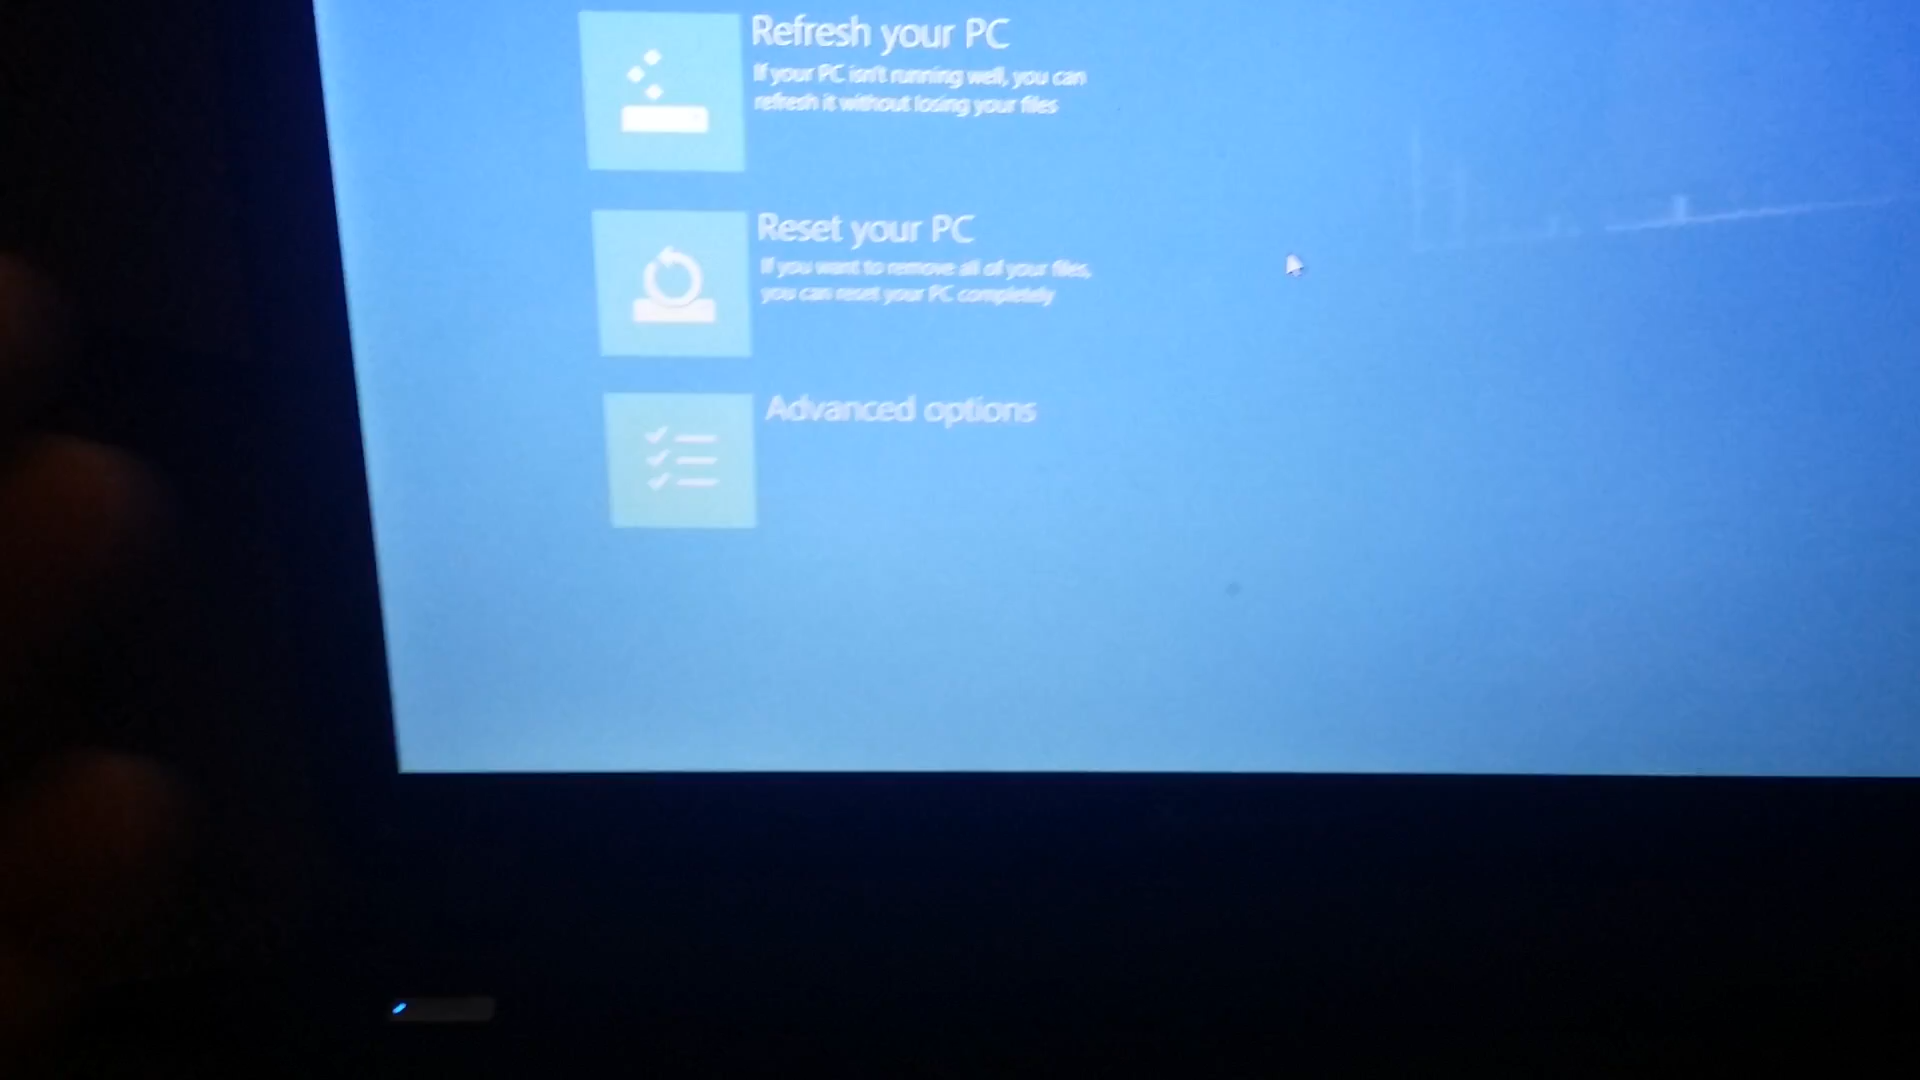 Refresh your PC
If your PC isn't running well, you can
refresh it without losing your files
Reset your PC
If you want to remove all of your files,
you can reset your PC completely
Advanced options